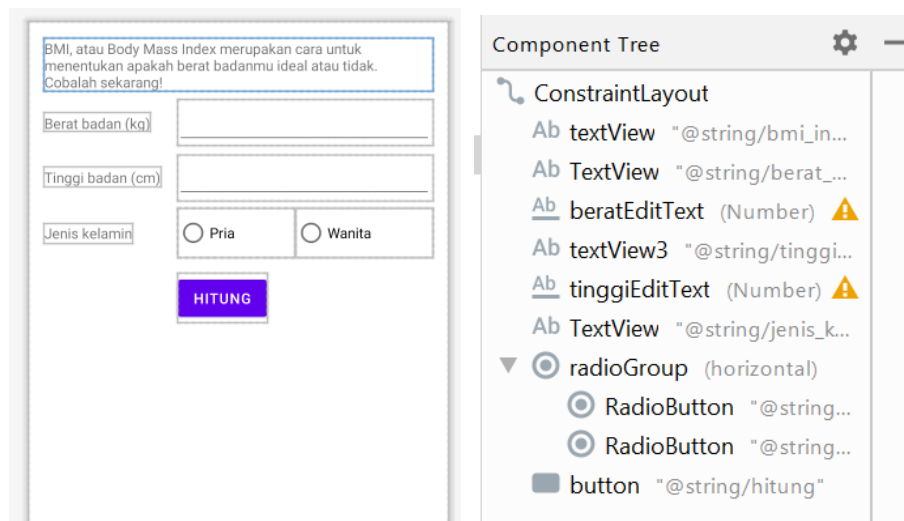 BMI, atau Body Mass Index merupakan cara untuk
menentukan apakah berat badanmu ideal atau tidak.
Cobalah sekarang!
Berat badan (kg)
Tinggi badan (cm)
Jenis kelamin
Pria
Wanita
HITUNG
Component Tree
ConstraintLayout
Ab textView "@string/bmi_in...
Ab TextView "@string/berat_...
Ab beratEditText (Number)
Ab textView3 "@string/tinggi...
Ab tinggiEditText (Number)
Ab TextView "@string/jenis_k...
radioGroup (horizontal)
RadioButton "@string...
RadioButton "@string...
button "@string/hitung"